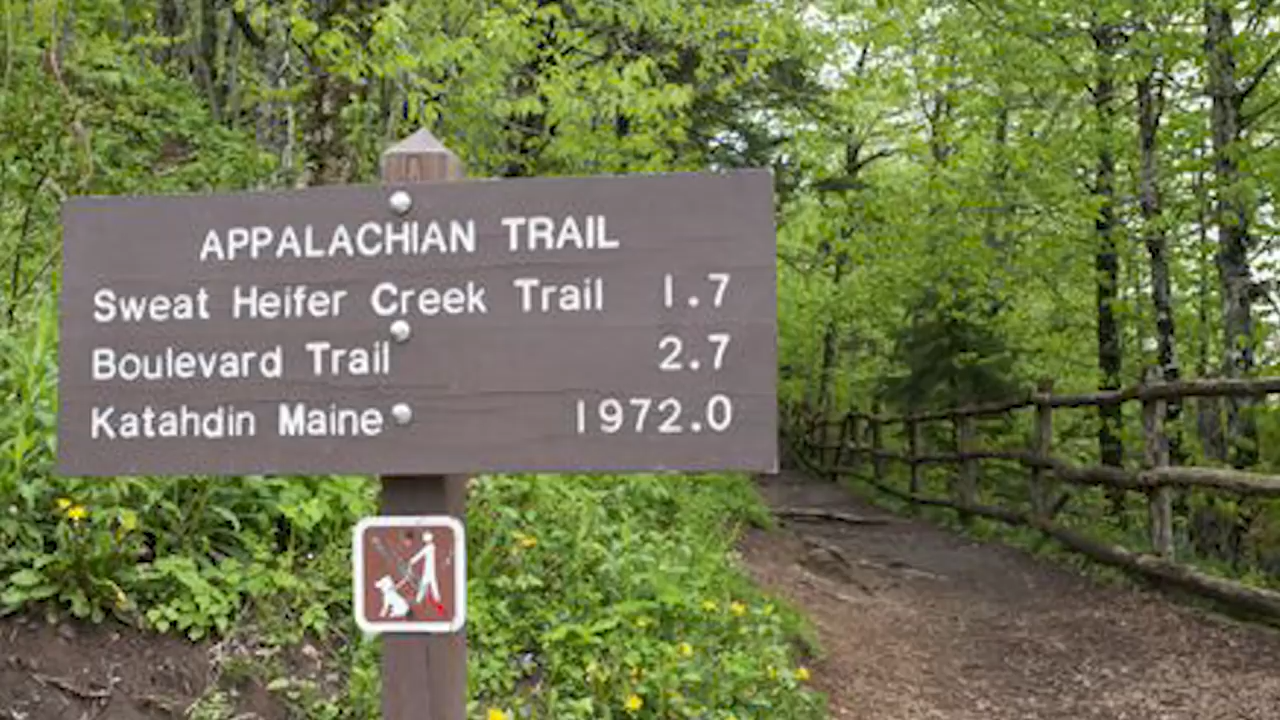 APPALACHIAN TRAIL
Sweat Heifer Creek Trail 1.7
Boulevard Trail 2.7
Katahdin Maine 1972.0